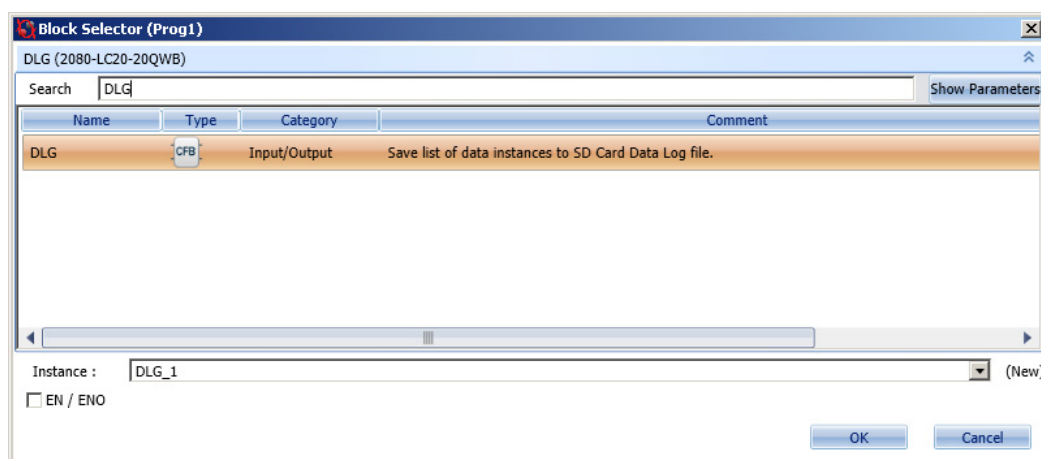 Block Selector (Prog1)
DLG (2080-LC20-20QWB)
Search DLG Show Parameters
Name Type Category Comment
DLG CFB Input/Output Save list of data instances to SD Card Data Log file.
Instance : DLG_1 (New)
EN / ENO
OK Cancel